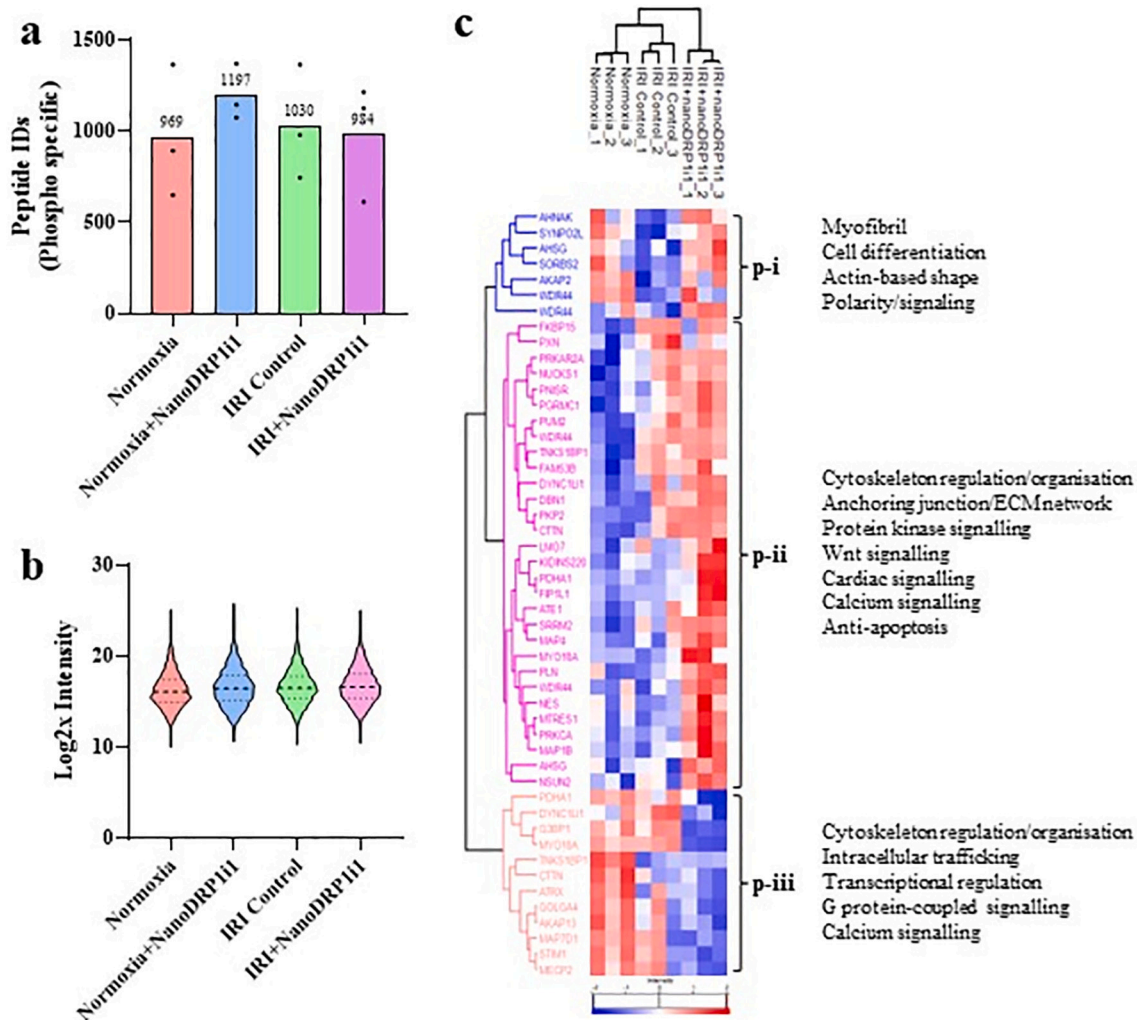 a
1500
1000
500
0
Peptide IDs
(Phospho specific)
969
1197
1030
984
Normoxia
Normoxia+NanoDRP1i1
IRI Control
IRI+NanoDRP1i1
b
30
20
10
0
Log2x Intensity
Normoxia
Normoxia+NanoDRP1i1
IRI Control
IRI+NanoDRP1i1
c
Normoxia_1
Normoxia_2
Normoxia_3
IRI Control_1
IRI Control_2
IRI Control_3
IRI+nanoDRP1i1_1
IRI+nanoDRP1i1_2
IRI+nanoDRP1i1_3
AHNAK
SYNPO2L
AHSG
SORBS2
AKAP2
WDR44
WDR44
FKBP15
PXN
PRKAR2A
NUCKS1
PNISR
PGRMC1
PUM2
WDR44
TNKS1BP1
FAM53B
DYNC1LI1
DBN1
PKP2
CTTN
LMO7
KIDINS220
PDHA1
FIP1L1
ATE1
SRRM2
MAP4
MYO18A
PLN
WDR44
NES
MTRES1
PRKCA
MAP1B
AHSG
NSUN2
PDHA1
DYNC1LI1
G3BP1
MYO18A
TNKS1BP1
CTTN
ATRX
GOLGA4
AKAP13
MAP7D1
STIM1
MECP2
p-i
Myofibril
Cell differentiation
Actin-based shape
Polarity/signaling
p-ii
Cytoskeleton regulation/organisation
Anchoring junction/ECM network
Protein kinase signalling
Wnt signalling
Cardiac signalling
Calcium signalling
Anti-apoptosis
p-iii
Cytoskeleton regulation/organisation
Intracellular trafficking
Transcriptional regulation
G protein-coupled signalling
Calcium signalling
Intensity